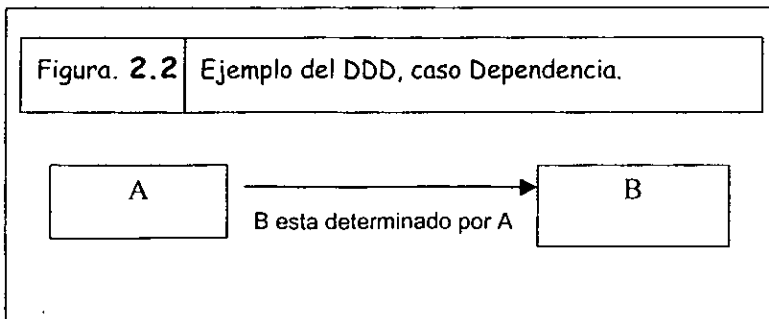 Figura. 2.2 Ejemplo del DDD, caso Dependencia.
A B
B esta determinado por A